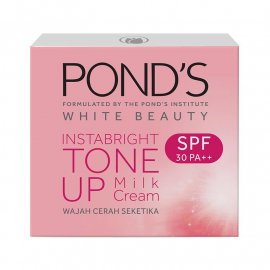 POND'S
FORMULATED BY THE POND'S INSTITUTE
WHITE BEAUTY
INSTABRIGHT
TONE
UP Milk
Cream
SPF
30 PA++
WAJAH CERAH SEKETIKA